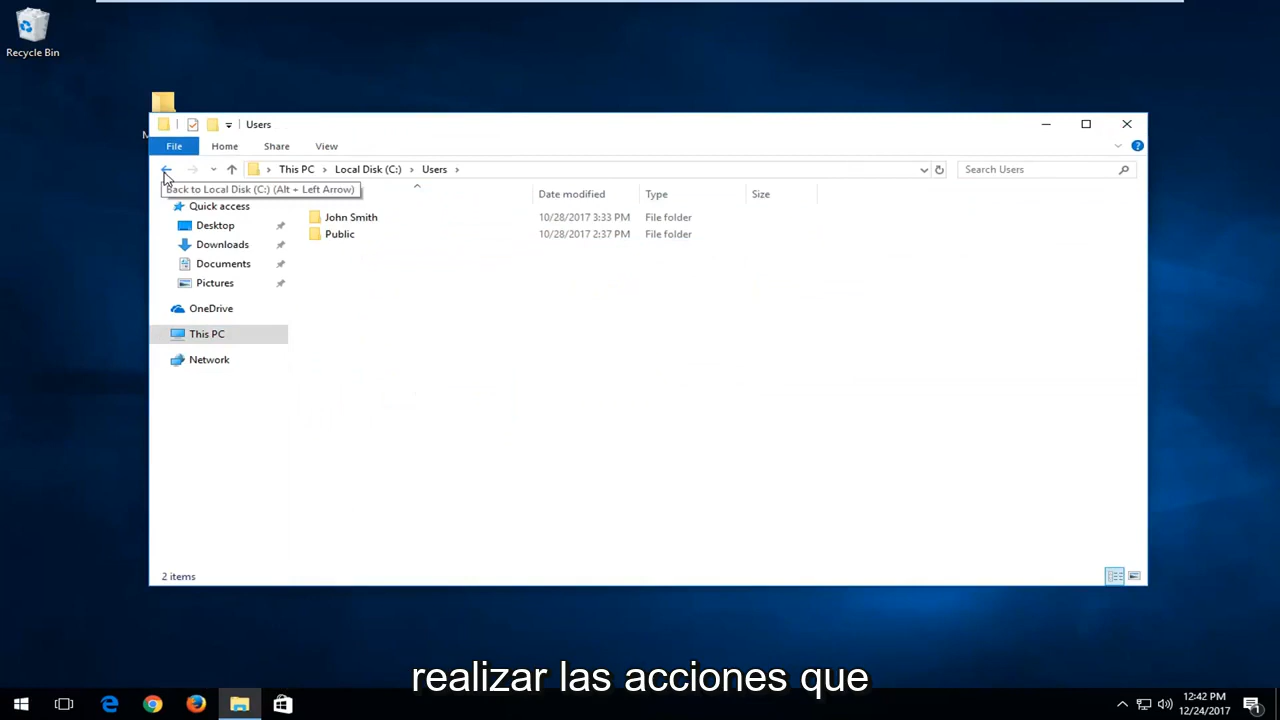 Recycle Bin
Users
File Home Share View
This PC Local Disk (C:) Users
Search Users
Back to Local Disk (C:) (Alt + Left Arrow)
Date modified Type Size
Quick access
Desktop
Downloads
Documents
Pictures
OneDrive
This PC
Network
John Smith 10/28/2017 3:33 PM File folder
Public 10/28/2017 2:37 PM File folder
2 items
realizar las acciones que
12:42 PM
12/24/2017
1